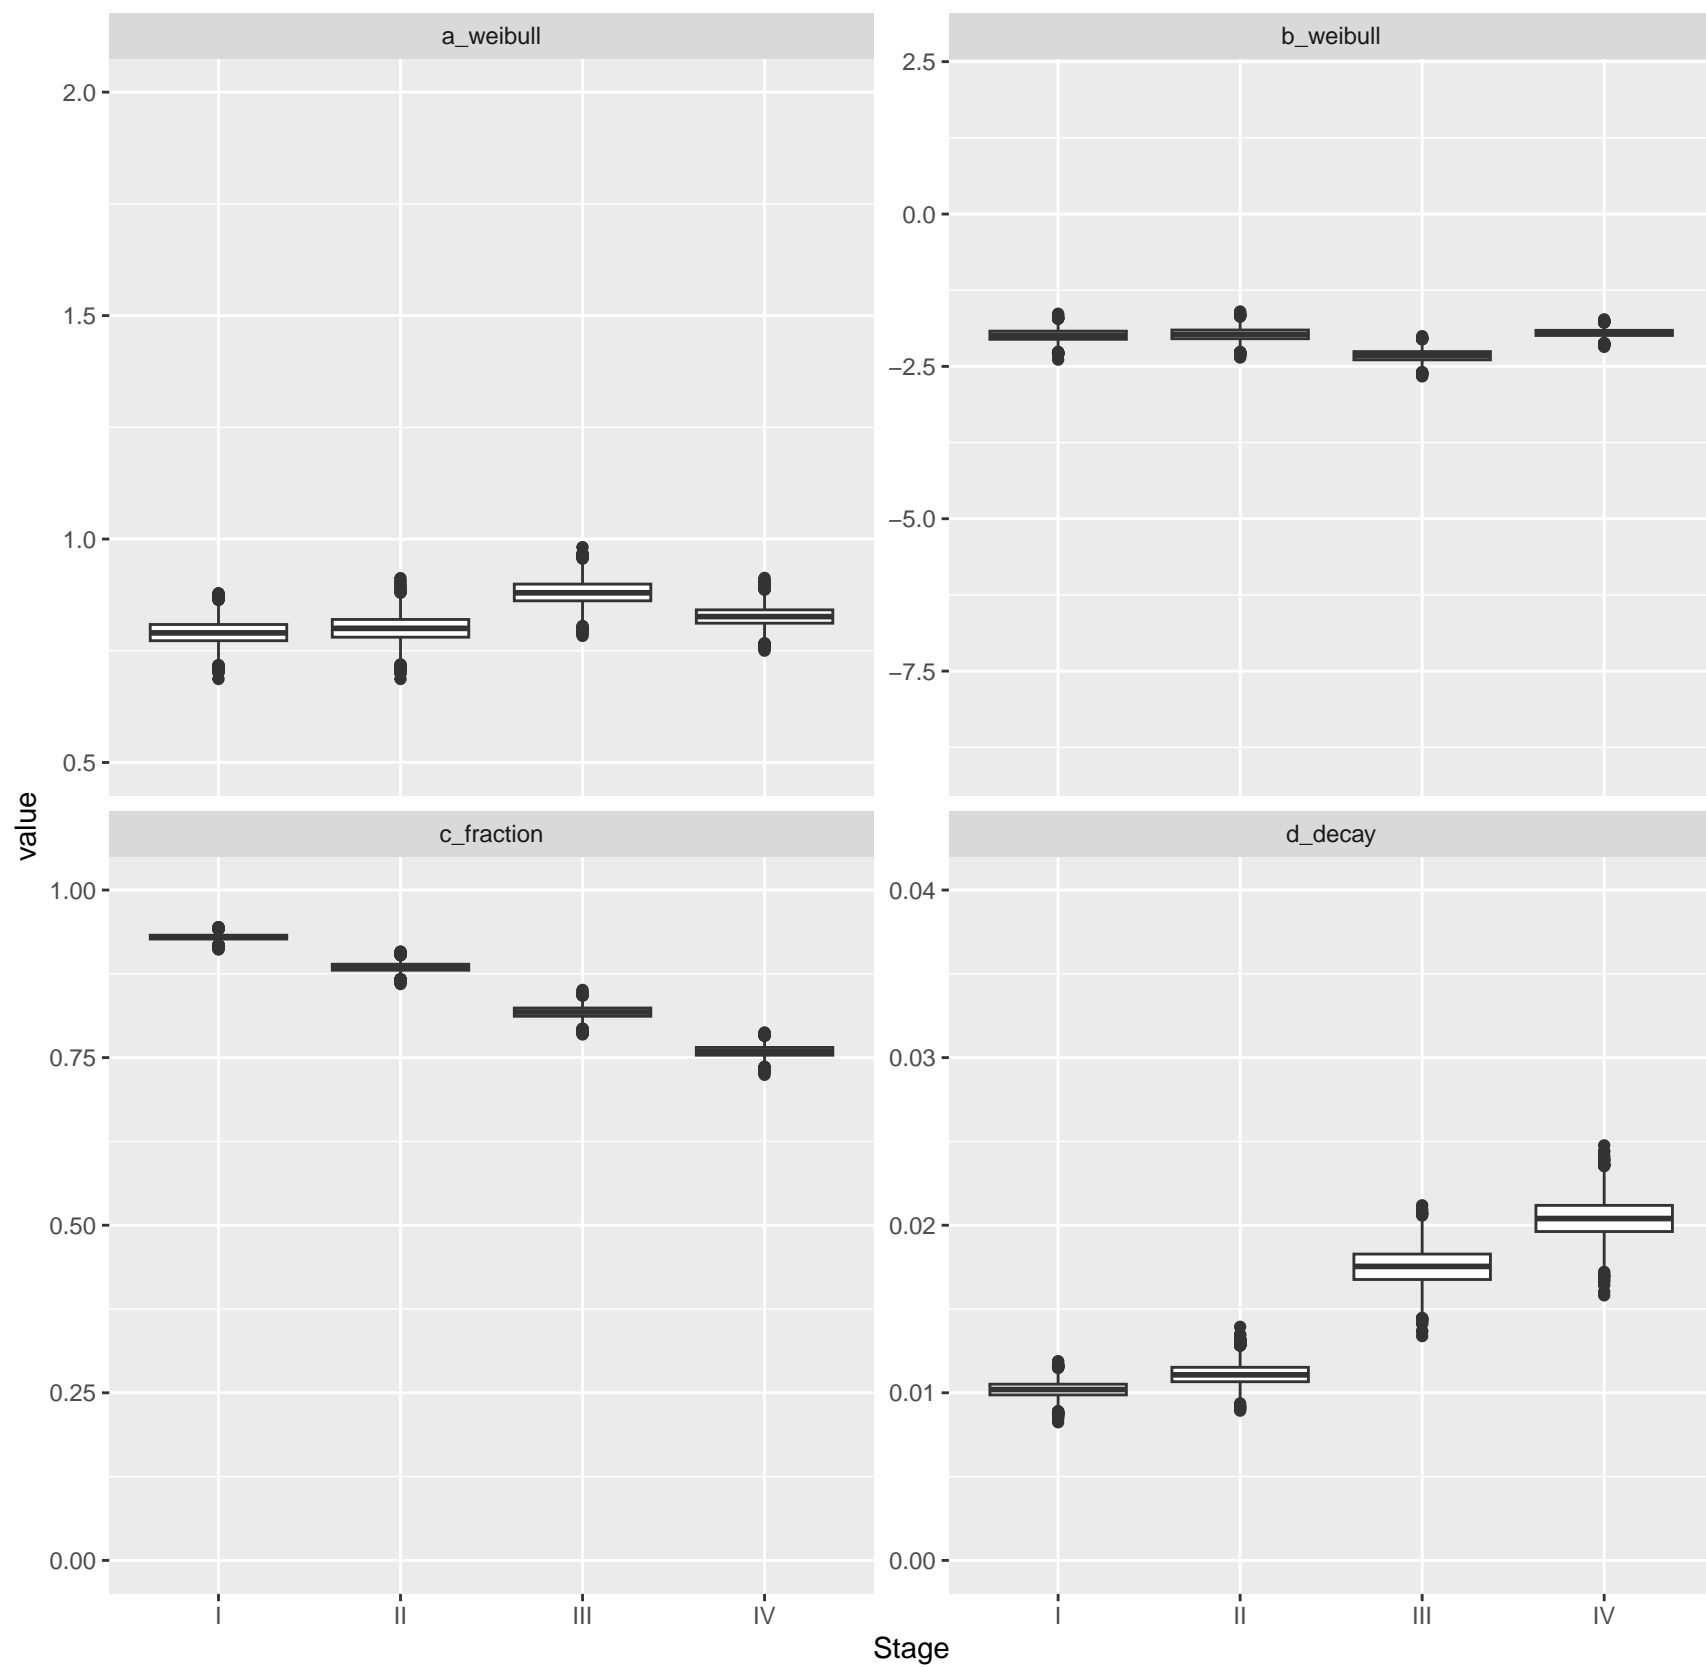 a_weibull
b_weibull
2.0
1.5
1.0
0.5
2.5
0.0
−2.5
−5.0
−7.5
value
c_fraction
d_decay
1.00
0.75
0.50
0.25
0.00
0.04
0.03
0.02
0.01
0.00
I II III IV
I II III IV
Stage